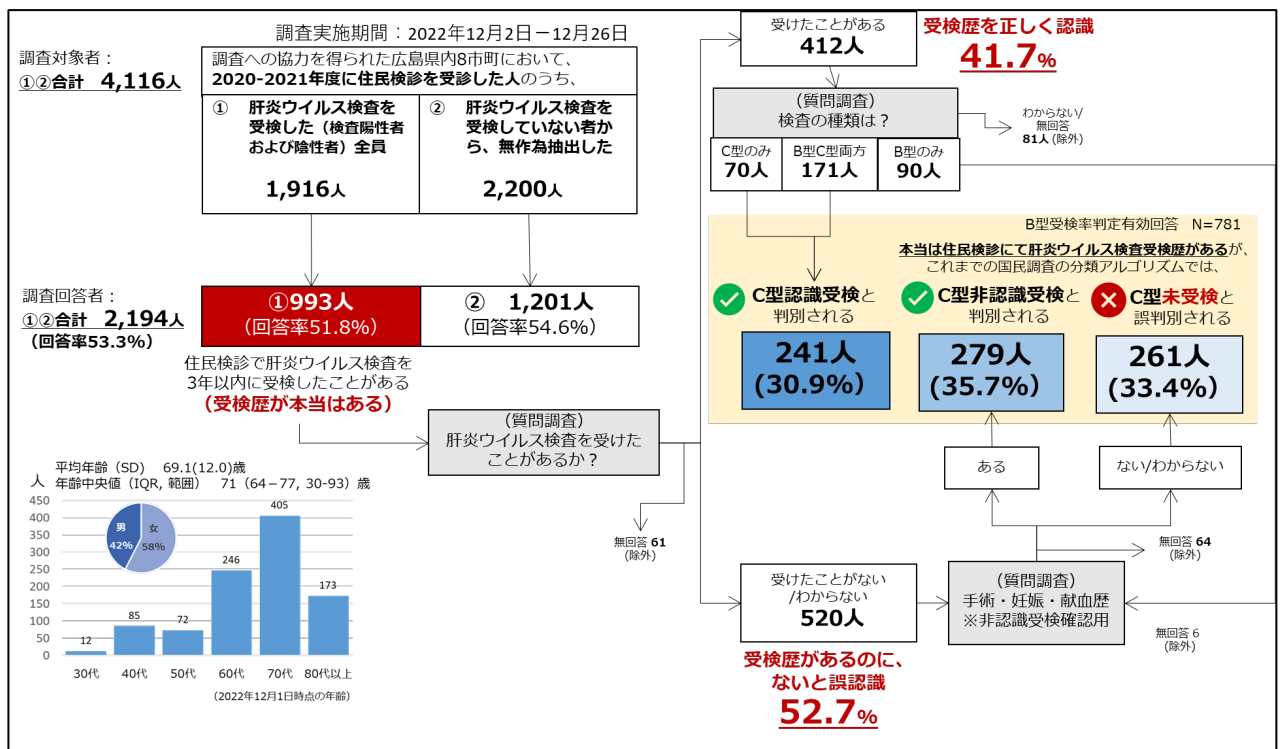 調査実施期間：2022年12月2日－12月26日
調査対象者：
①②合計 4,116人
調査への協力を得られた広島県内8市町において、
2020-2021年度に住民検診を受診した人のうち、
① 肝炎ウイルス検査を
受検した（検査陽性者
および陰性者）全員
1,916人
② 肝炎ウイルス検査を
受検していない者か
ら、無作為抽出した
2,200人
調査回答者：
①②合計 2,194人
(回答率53.3%)
①993人
（回答率51.8%）
② 1,201人
（回答率54.6%）
住民検診で肝炎ウイルス検査を
3年以内に受検したことがある
（受検歴が本当はある）
（質問調査）
肝炎ウイルス検査を受けた
ことがあるか？
無回答 61
(除外)
受けたことがある
412人
受検歴を正しく認識
41.7%
（質問調査）
検査の種類は？
わからない/
無回答
81人 (除外)
C型のみ
70人
B型C型両方
171人
B型のみ
90人
B型受検率判定有効回答 N=781
本当は住民検診にて肝炎ウイルス検査受検歴があるが、
これまでの国民調査の分類アルゴリズムでは、
C型認識受検と
判別される
241人
(30.9%)
C型非認識受検と
判別される
279人
(35.7%)
C型未受検と
誤判別される
261人
(33.4%)
ある
ない/わからない
無回答 64
(除外)
（質問調査）
手術・妊娠・献血歴
※非認識受検確認用
無回答 6
(除外)
受けたことがない
/わからない
520人
受検歴があるのに、
ないと誤認識
52.7%
平均年齢（SD） 69.1(12.0)歳
年齢中央値（IQR, 範囲） 71（64－77, 30-93）歳
人
450
400
350
300
250
200
150
100
50
0
男
42%
女
58%
12
85
72
246
405
173
30代
40代
50代
60代
70代
80代以上
（2022年12月1日時点の年齢）